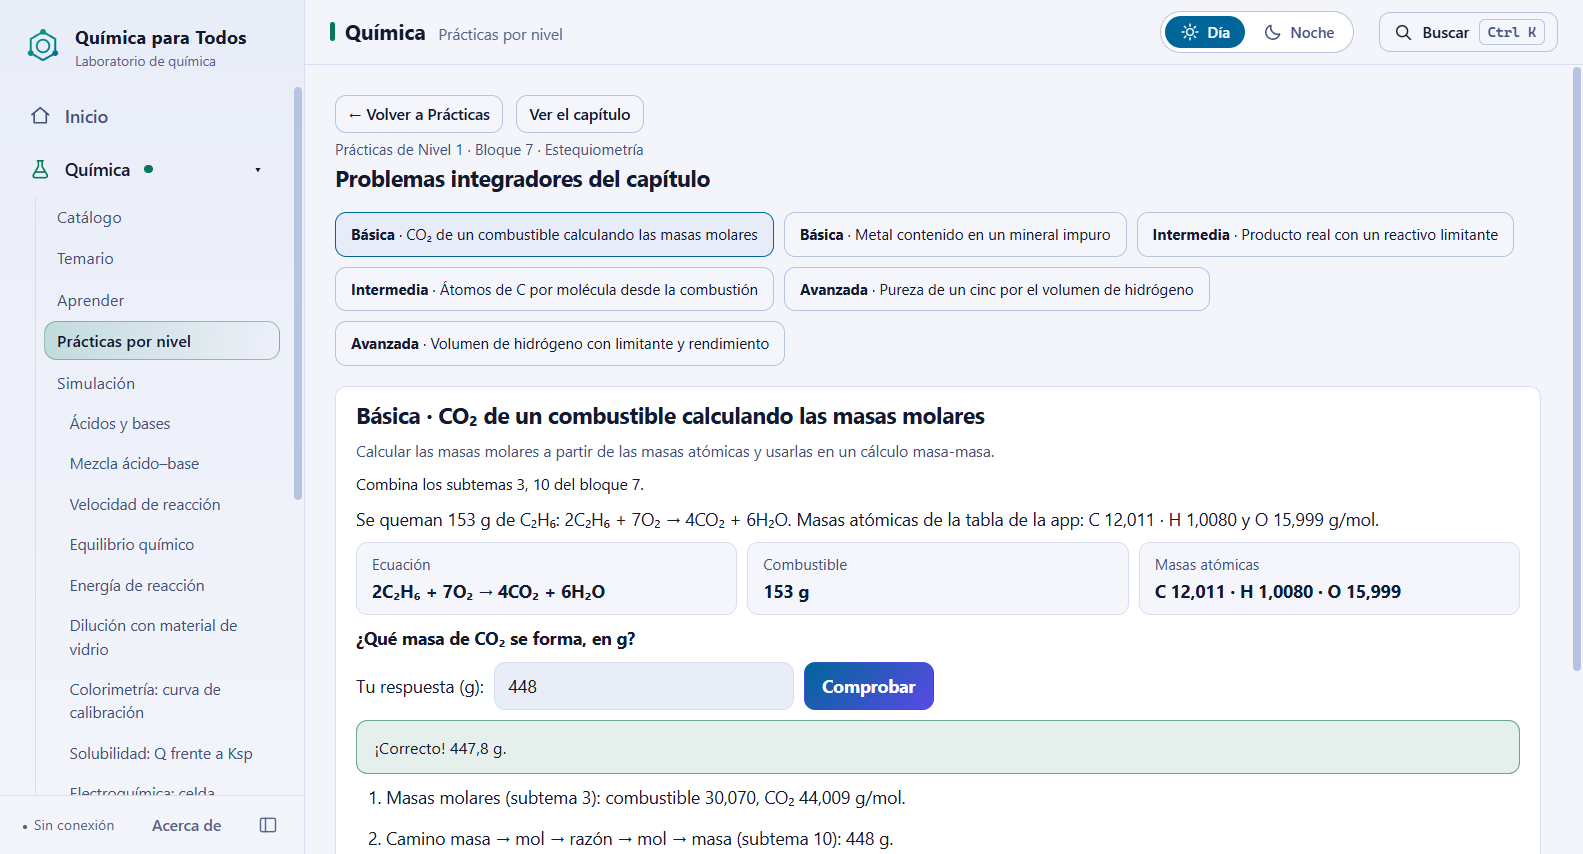 Química para Todos
Laboratorio de química
Inicio
Química
Catálogo
Temario
Aprender
Prácticas por nivel
Simulación
Ácidos y bases
Mezcla ácido–base
Velocidad de reacción
Equilibrio químico
Energía de reacción
Dilución con material de
vidrio
Colorimetría: curva de
calibración
Solubilidad: Q frente a Ksp
Electroquímica: celda
Sin conexión
Acerca de
Química
Prácticas por nivel
Día
Noche
Buscar
Ctrl K
← Volver a Prácticas
Ver el capítulo
Prácticas de Nivel 1 · Bloque 7 · Estequiometría
Problemas integradores del capítulo
Básica · CO₂ de un combustible calculando las masas molares
Básica · Metal contenido en un mineral impuro
Intermedia · Producto real con un reactivo limitante
Intermedia · Átomos de C por molécula desde la combustión
Avanzada · Pureza de un cinc por el volumen de hidrógeno
Avanzada · Volumen de hidrógeno con limitante y rendimiento
Básica · CO₂ de un combustible calculando las masas molares
Calcular las masas molares a partir de las masas atómicas y usarlas en un cálculo masa-masa.
Combina los subtemas 3, 10 del bloque 7.
Se queman 153 g de C₂H₆: 2C₂H₆ + 7O₂ → 4CO₂ + 6H₂O. Masas atómicas de la tabla de la app: C 12,011 · H 1,0080 y O 15,999 g/mol.
Ecuación
2C₂H₆ + 7O₂ → 4CO₂ + 6H₂O
Combustible
153 g
Masas atómicas
C 12,011 · H 1,0080 · O 15,999
¿Qué masa de CO₂ se forma, en g?
Tu respuesta (g):
448
Comprobar
¡Correcto! 447,8 g.
1. Masas molares (subtema 3): combustible 30,070, CO₂ 44,009 g/mol.
2. Camino masa → mol → razón → mol → masa (subtema 10): 448 g.